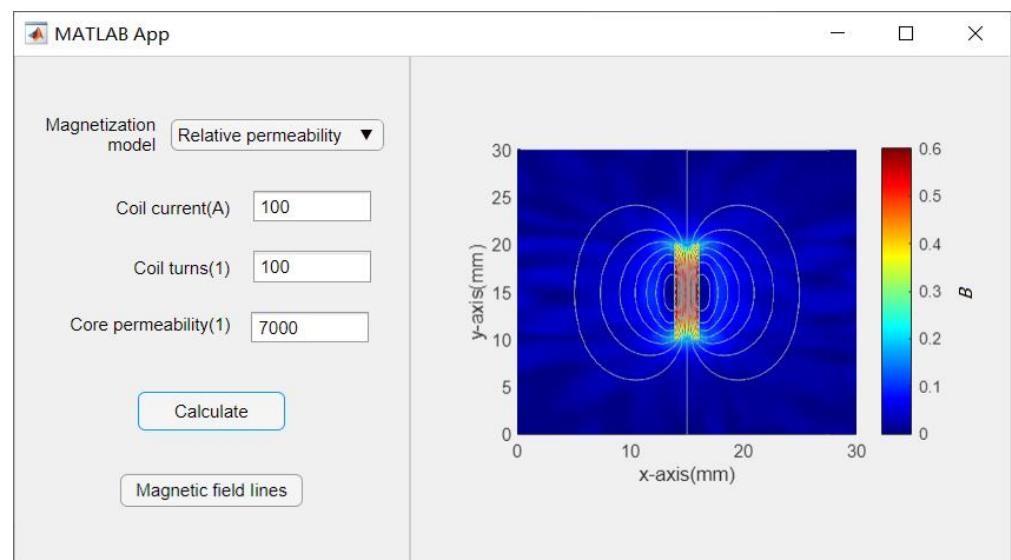 MATLAB App
Magnetization
model
Relative permeability
Coil current(A)
100
Coil turns(1)
100
Core permeability(1)
7000
Calculate
Magnetic field lines
30
25
20
15
10
5
0
y-axis(mm)
0
10
20
30
x-axis(mm)
0.6
0.5
0.4
0.3
0.2
0.1
0
B